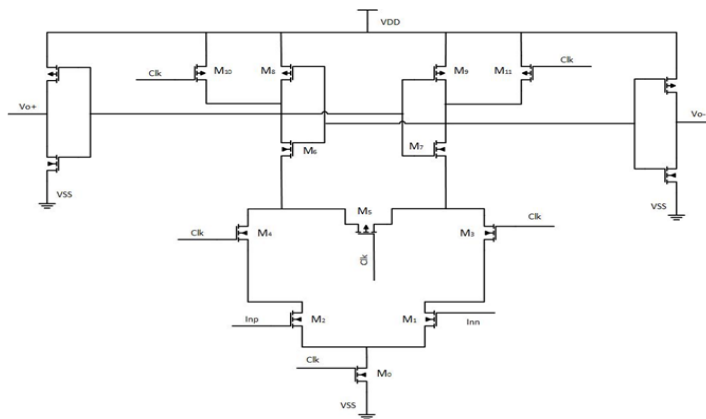 VDD
Clk
M10
M8
M9
M11
Clk
Vo+
Vo-
M6
M7
VSS
VSS
M5
Clk
M4
Clk
M3
Clk
Inp
M2
M1
Inn
Clk
M0
VSS